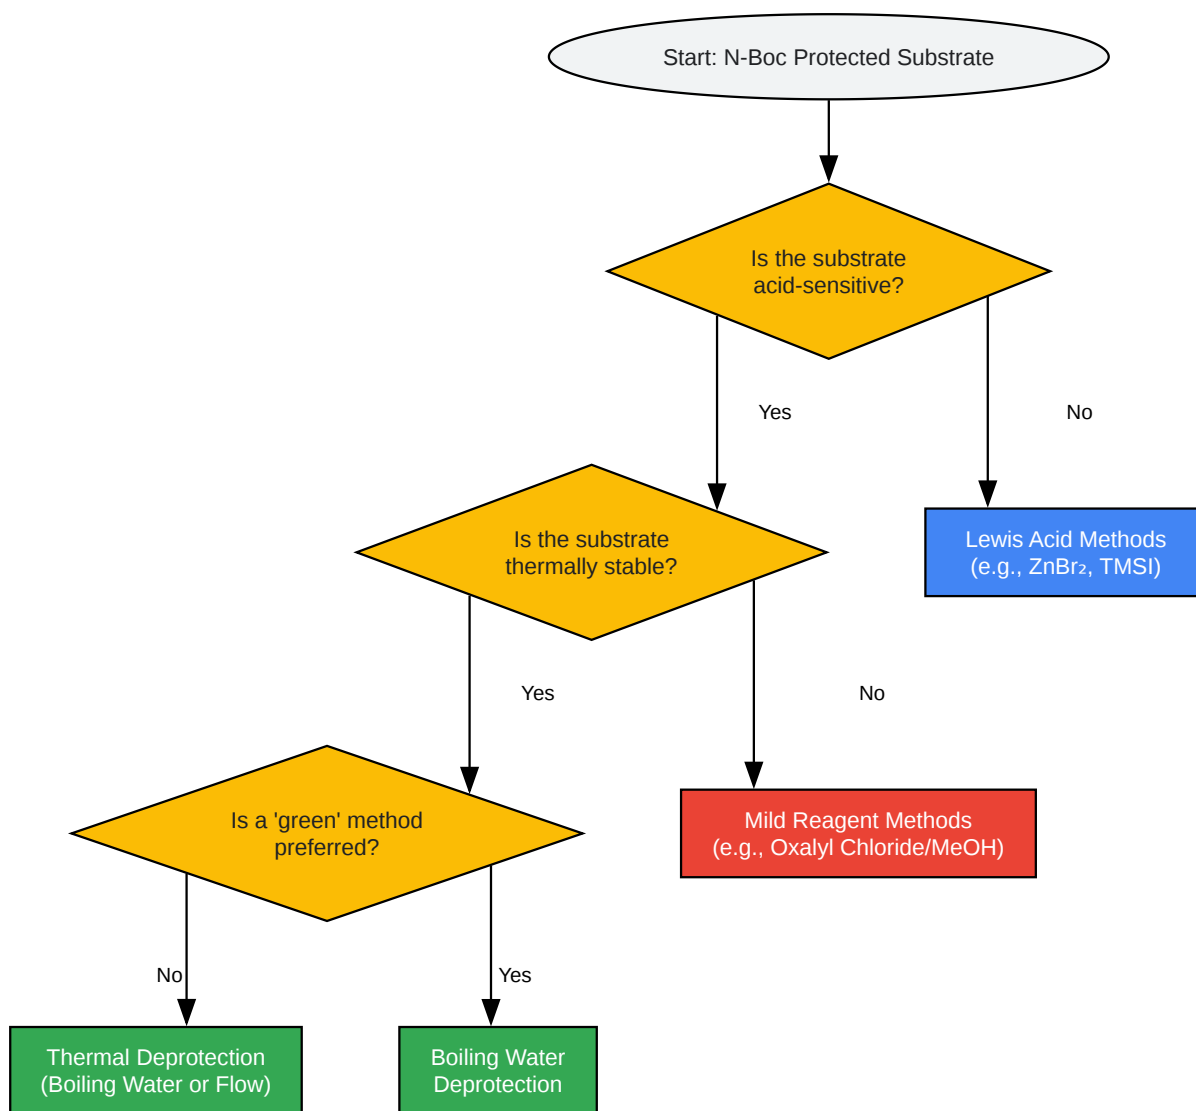 Start: N-Boc Protected Substrate
Is the substrate
acid-sensitive?
Yes
No
Is the substrate
thermally stable?
Lewis Acid Methods
(e.g., ZnBr₂, TMSI)
Yes
No
Is a 'green' method
preferred?
Mild Reagent Methods
(e.g., Oxalyl Chloride/MeOH)
No
Yes
Thermal Deprotection
(Boiling Water or Flow)
Boiling Water
Deprotection